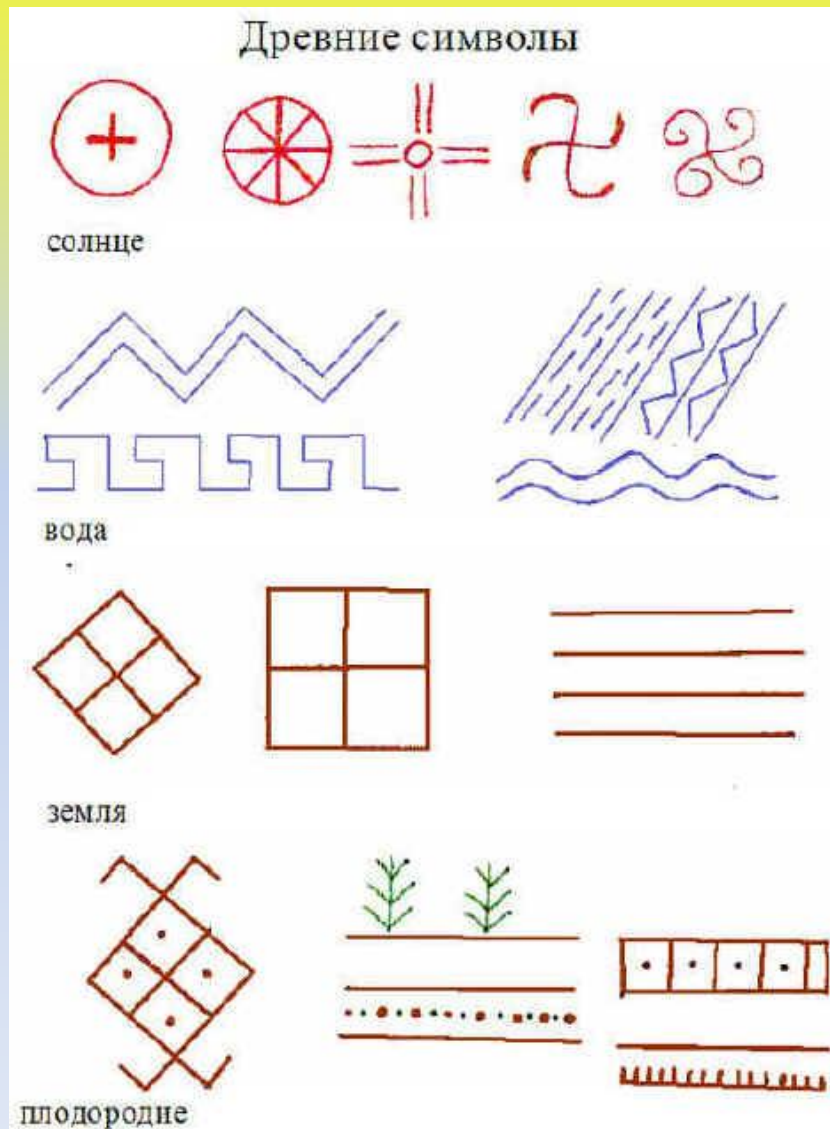 Древние символы
солнце
вода
земля
плодородие